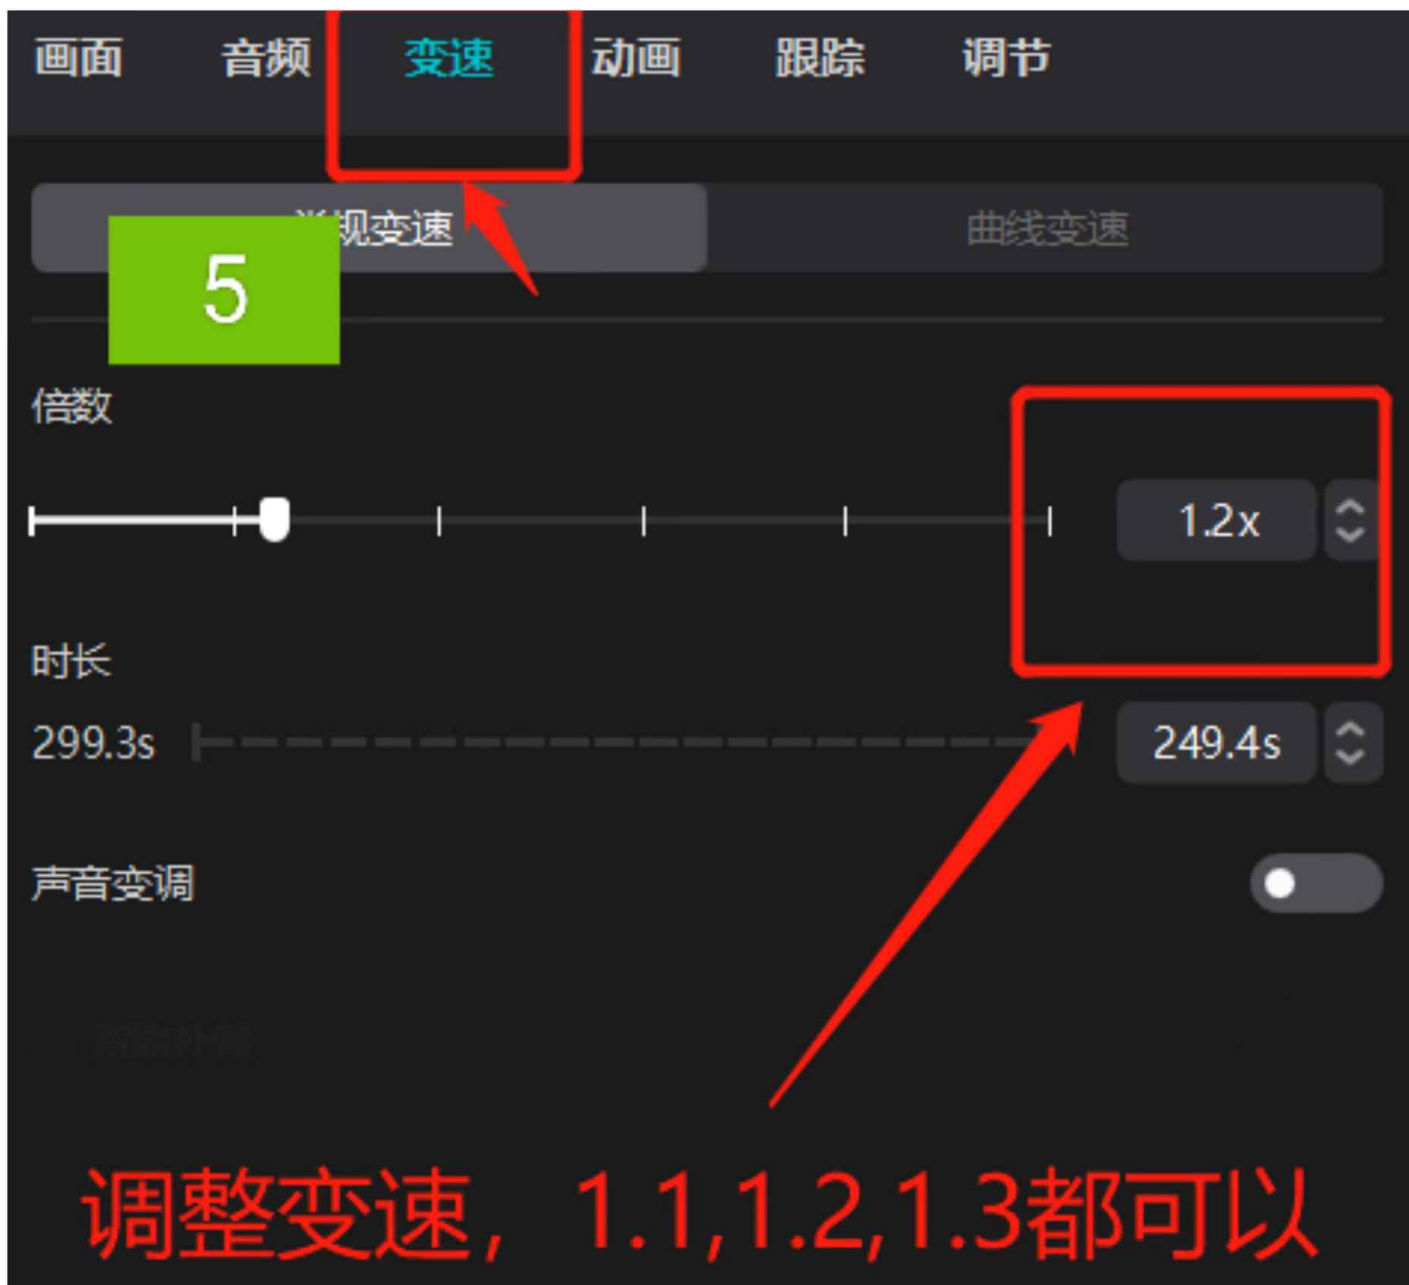 画面 音频 变速 动画 跟踪 调节
规变速 曲线变速
5
倍数
1.2x
时长
299.3s 249.4s
声音变调
调整变速，1.1,1.2,1.3都可以